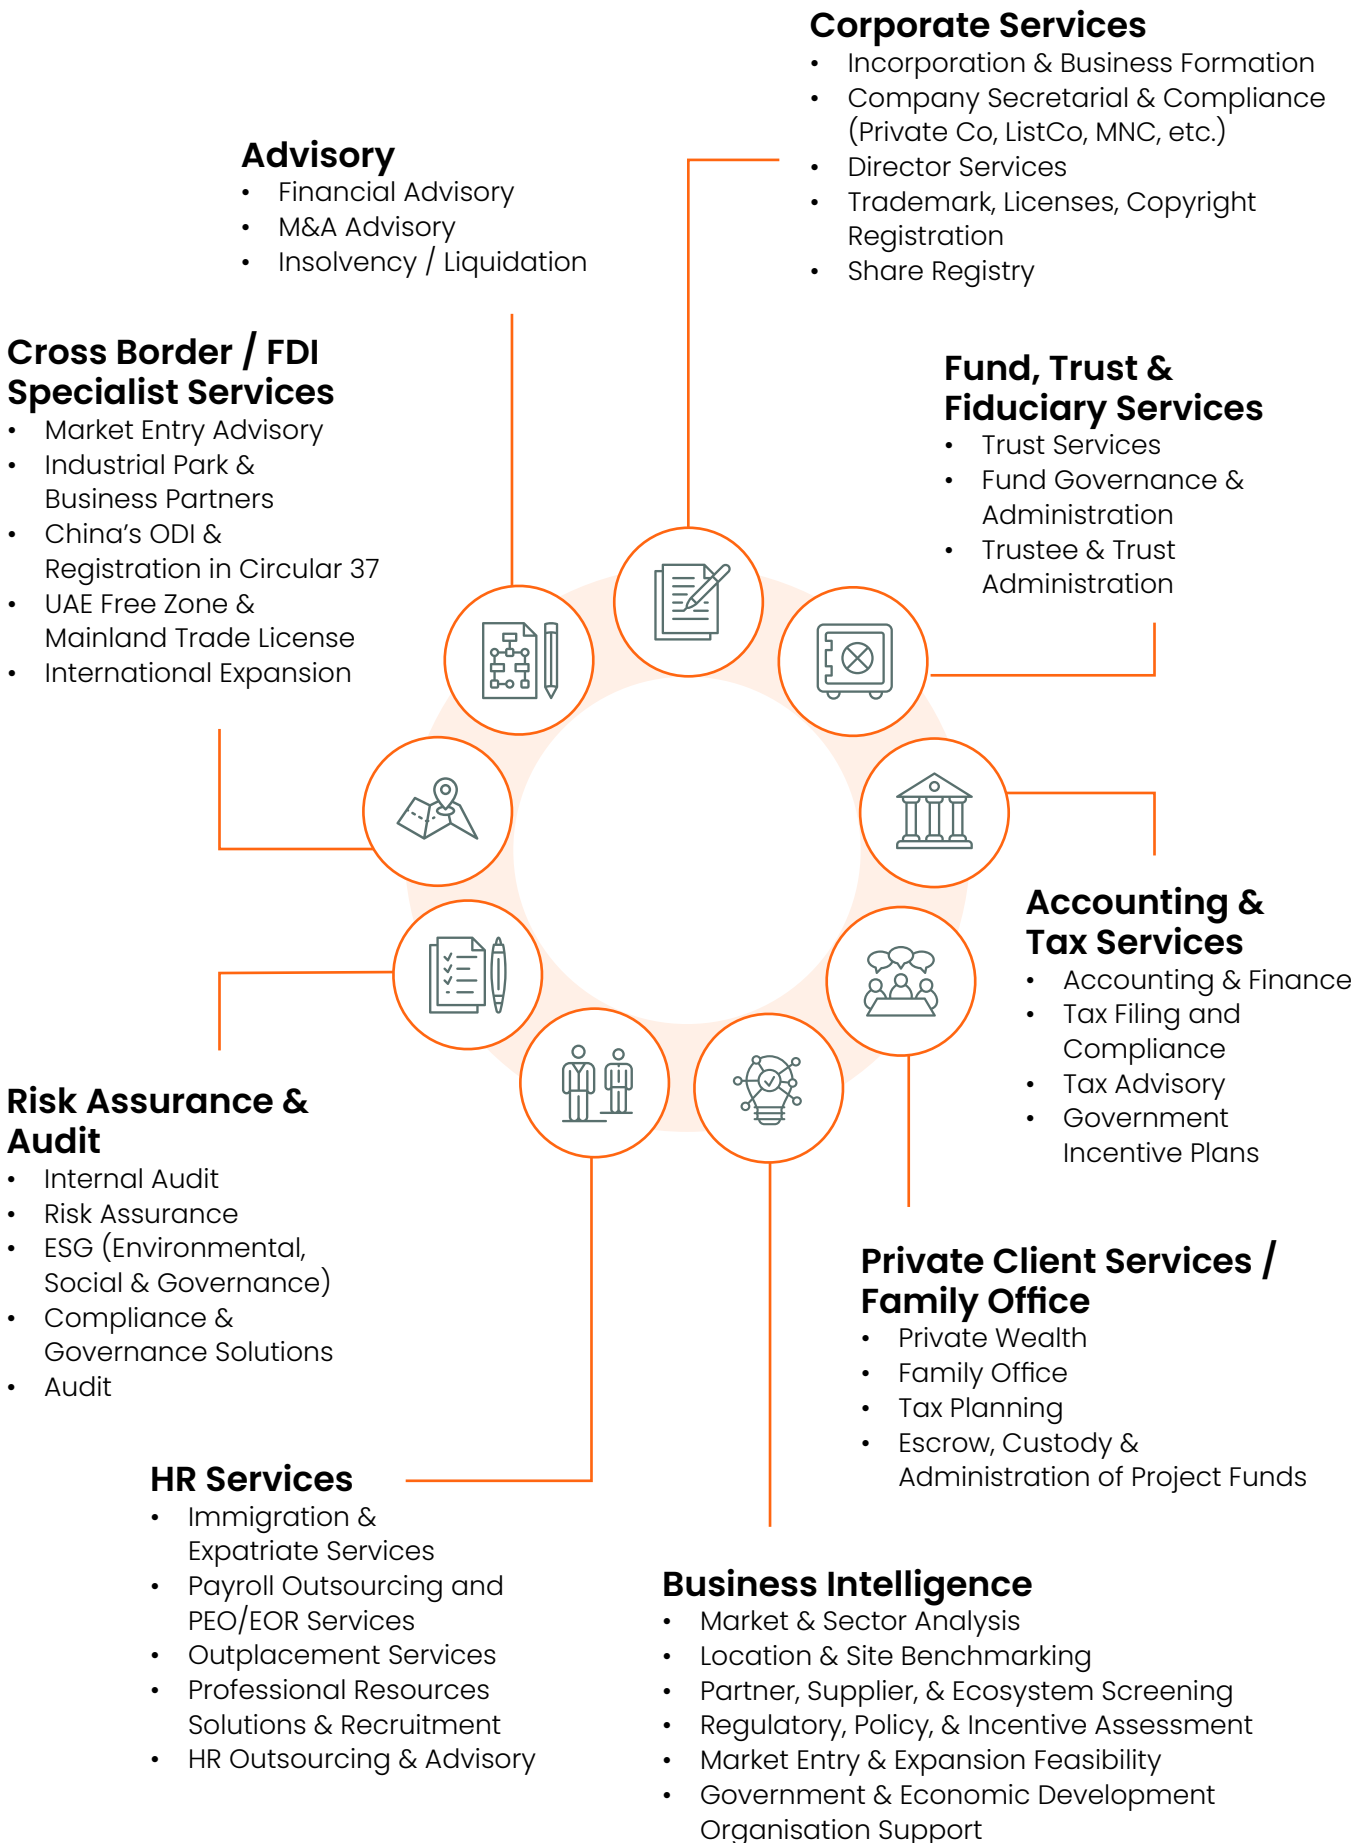 Corporate Services
• Incorporation & Business Formation
• Company Secretarial & Compliance
(Private Co, ListCo, MNC, etc.)
• Director Services
• Trademark, Licenses, Copyright
Registration
• Share Registry
Advisory
• Financial Advisory
• M&A Advisory
• Insolvency / Liquidation
Cross Border / FDI
Specialist Services
• Market Entry Advisory
• Industrial Park &
Business Partners
• China’s ODI &
Registration in Circular 37
• UAE Free Zone &
Mainland Trade License
• International Expansion
Fund, Trust &
Fiduciary Services
• Trust Services
• Fund Governance &
Administration
• Trustee & Trust
Administration
Accounting &
Tax Services
• Accounting & Finance
• Tax Filing and
Compliance
• Tax Advisory
• Government
Incentive Plans
Risk Assurance &
Audit
• Internal Audit
• Risk Assurance
• ESG (Environmental,
Social & Governance)
• Compliance &
Governance Solutions
• Audit
Private Client Services /
Family Office
• Private Wealth
• Family Office
• Tax Planning
• Escrow, Custody &
Administration of Project Funds
HR Services
• Immigration &
Expatriate Services
• Payroll Outsourcing and
PEO/EOR Services
• Outplacement Services
• Professional Resources
Solutions & Recruitment
• HR Outsourcing & Advisory
Business Intelligence
• Market & Sector Analysis
• Location & Site Benchmarking
• Partner, Supplier, & Ecosystem Screening
• Regulatory, Policy, & Incentive Assessment
• Market Entry & Expansion Feasibility
• Government & Economic Development
Organisation Support